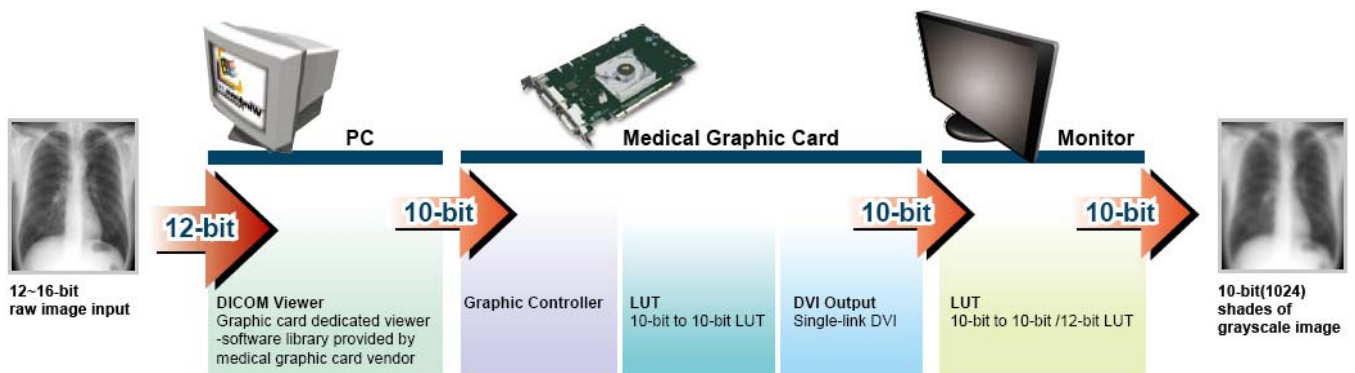 PC
Medical Graphic Card
Monitor
12-bit
10-bit
10-bit
10-bit
12~16-bit
raw image input
DICOM Viewer
Graphic card dedicated viewer
-software library provided by
medical graphic card vendor
Graphic Controller
LUT
10-bit to 10-bit LUT
DVI Output
Single-link DVI
LUT
10-bit to 10-bit /12-bit LUT
10-bit(1024)
shades of
grayscale image